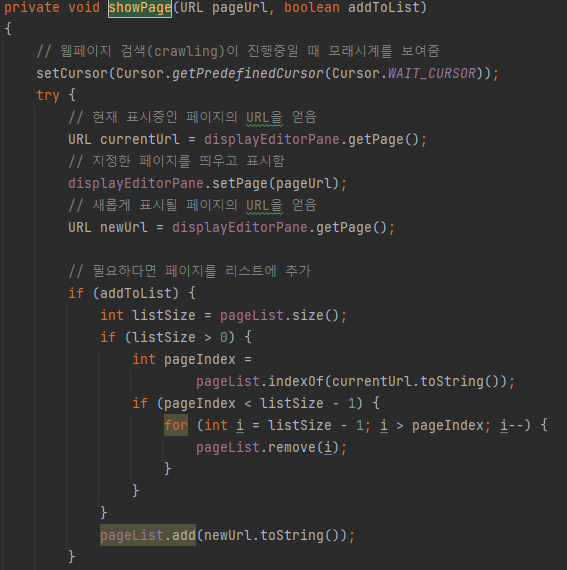 private void showPage(URL pageUrl, boolean addToList)
{
    // 웹페이지 검색(crawling)이 진행중일 때 모래시계를 보여줌
    setCursor(Cursor.getPredefinedCursor(Cursor.WAIT_CURSOR));
    try {
        // 현재 표시중인 페이지의 URL을 얻음
        URL currentUrl = displayEditorPane.getPage();
        // 지정한 페이지를 띄우고 표시함
        displayEditorPane.setPage(pageUrl);
        // 새롭게 표시될 페이지의 URL을 얻음
        URL newUrl = displayEditorPane.getPage();

        // 필요하다면 페이지를 리스트에 추가
        if (addToList) {
            int listSize = pageList.size();
            if (listSize > 0) {
                int pageIndex =
                        pageList.indexOf(currentUrl.toString());
                if (pageIndex < listSize - 1) {
                    for (int i = listSize - 1; i > pageIndex; i--) {
                        pageList.remove(i);
                    }
                }
            }
            pageList.add(newUrl.toString());
        }